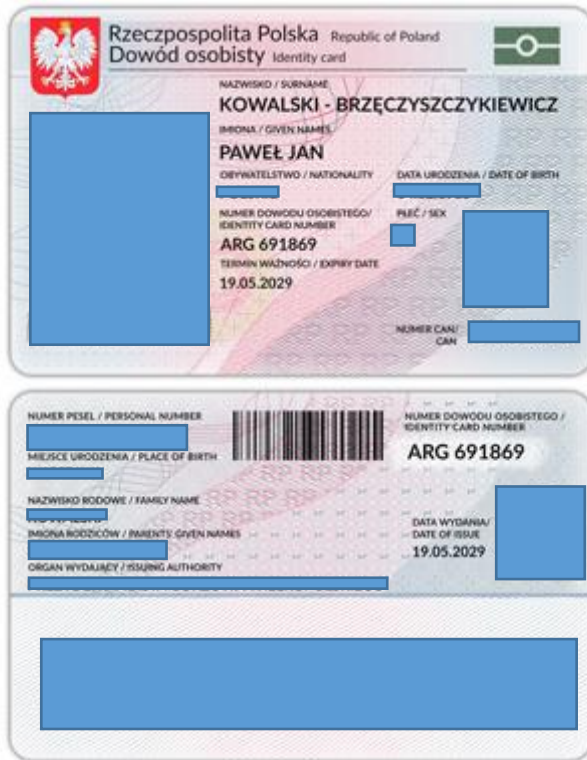 Rzeczpospolita Polska Republic of Poland
Dowód osobisty Identity card
NAZWISKO / SURNAME
KOWALSKI - BRZĘCZYSZCZYKIEWICZ
IMIONA / GIVEN NAMES
PAWEŁ JAN
OBYWATELSTWO / NATIONALITY DATA URODZENIA / DATE OF BIRTH
NUMER DOWODU OSOBISTEGO/ PŁEĆ / SEX
IDENTITY CARD NUMBER
ARG 691869
TERMIN WAŻNOŚCI / EXPIRY DATE
19.05.2029
NUMER CAN/
CAN
NUMER PESEL / PERSONAL NUMBER NUMER DOWODU OSOBISTEGO /
IDENTITY CARD NUMBER
ARG 691869
MIEJSCE URODZENIA / PLACE OF BIRTH
NAZWISKO RODOWE / FAMILY NAME
IMIONA RODZICÓW / PARENTS' GIVEN NAMES
DATA WYDANIA/
DATE OF ISSUE
19.05.2029
ORGAN WYDAJĄCY / ISSUING AUTHORITY